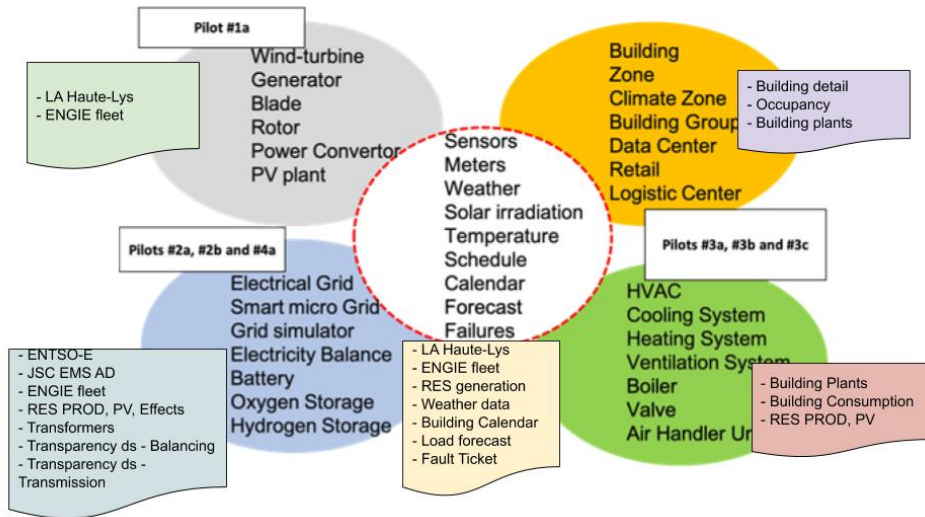 Pilot #1a
Wind-turbine
Generator
Blade
Rotor
Power Convertor
PV plant
- LA Haute-Lys
- ENGIE fleet
Building
Zone
Climate Zone
Building Group
Data Center
Retail
Logistic Center
- Building detail
- Occupancy
- Building plants
Sensors
Meters
Weather
Solar irradiation
Temperature
Schedule
Calendar
Forecast
Failures
Pilots #2a, #2b and #4a
Electrical Grid
Smart micro Grid
Grid simulator
Electricity Balance
Battery
Oxygen Storage
Hydrogen Storage
- ENTSO-E
- JSC EMS AD
- ENGIE fleet
- RES PROD, PV, Effects
- Transformers
- Transparency ds - Balancing
- Transparency ds -
Transmission
- LA Haute-Lys
- ENGIE fleet
- RES generation
- Weather data
- Building Calendar
- Load forecast
- Fault Ticket
Pilots #3a, #3b and #3c
HVAC
Cooling System
Heating System
Ventilation System
Boiler
Valve
Air Handler
- Building Plants
- Building Consumption
- RES PROD, PV